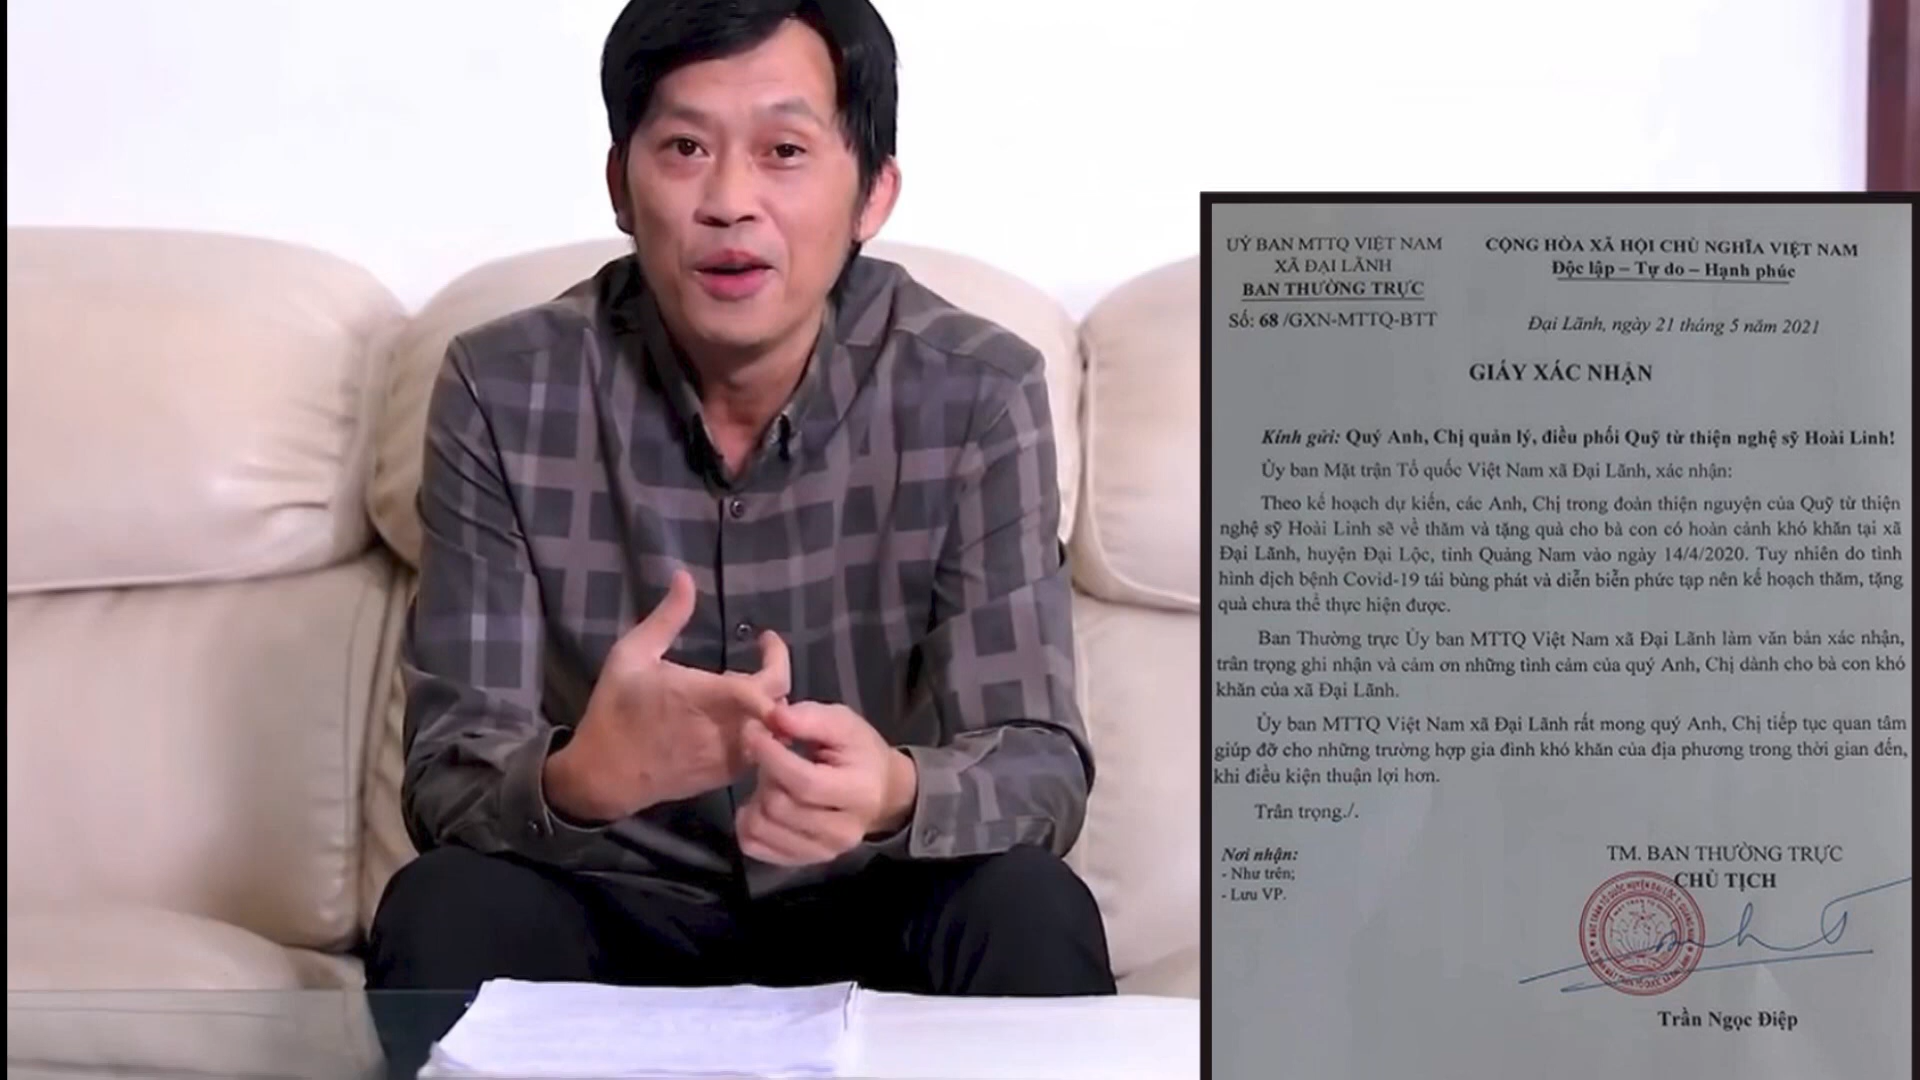 UỶ BAN MTTQ VIỆT NAM
XÃ ĐẠI LÃNH
BAN THƯỜNG TRỰC
Số: 68 /GXN-MTTQ-BTT
CỘNG HÒA XÃ HỘI CHỦ NGHĨA VIỆT NAM
Độc lập – Tự do – Hạnh phúc
Đại Lãnh, ngày 21 tháng 5 năm 2021
GIẤY XÁC NHẬN
Kính gửi: Quý Anh, Chị quản lý, điều phối Quỹ từ thiện nghệ sỹ Hoài Linh!
Ủy ban Mặt trận Tổ quốc Việt Nam xã Đại Lãnh, xác nhận:
Theo kế hoạch dự kiến, các Anh, Chị trong đoàn thiện nguyện của Quỹ từ thiện
nghệ sỹ Hoài Linh sẽ về thăm và tặng quà cho bà con có hoàn cảnh khó khăn tại xã
Đại Lãnh, huyện Đại Lộc, tỉnh Quảng Nam vào ngày 14/4/2020. Tuy nhiên do tình
hình dịch bệnh Covid-19 tái bùng phát và diễn biễn phức tạp nên kế hoạch thăm, tặng
quà chưa thể thực hiện được.
Ban Thường trực Ủy ban MTTQ Việt Nam xã Đại Lãnh làm văn bản xác nhận,
trân trọng ghi nhận và cảm ơn những tình cảm của quý Anh, Chị dành cho bà con khó
khăn của xã Đại Lãnh.
Ủy ban MTTQ Việt Nam xã Đại Lãnh rất mong quý Anh, Chị tiếp tục quan tâm
giúp đỡ cho những trường hợp gia đình khó khăn của địa phương trong thời gian đến,
khi điều kiện thuận lợi hơn.
Trân trọng./.
Nơi nhận:
- Như trên;
- Lưu VP.
TM. BAN THƯỜNG TRỰC
CHỦ TỊCH
Trần Ngọc Điệp